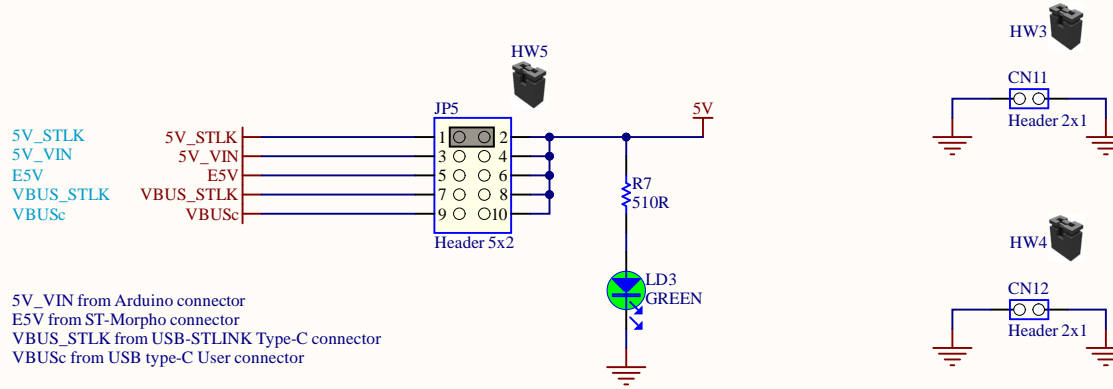 HW3
HW5
CN11
JP5
5V
Header 2x1
5V_STLK 5V_STLK 1 2
5V_VIN 5V_VIN 3 4
E5V E5V 5 6
VBUS_STLK VBUS_STLK 7 8
VBUSc VBUSc 9 10
R7
510R
Header 5x2
HW4
LD3
GREEN
CN12
Header 2x1
5V_VIN from Arduino connector
E5V from ST-Morpho connector
VBUS_STLK from USB-STLINK Type-C connector
VBUSc from USB type-C User connector